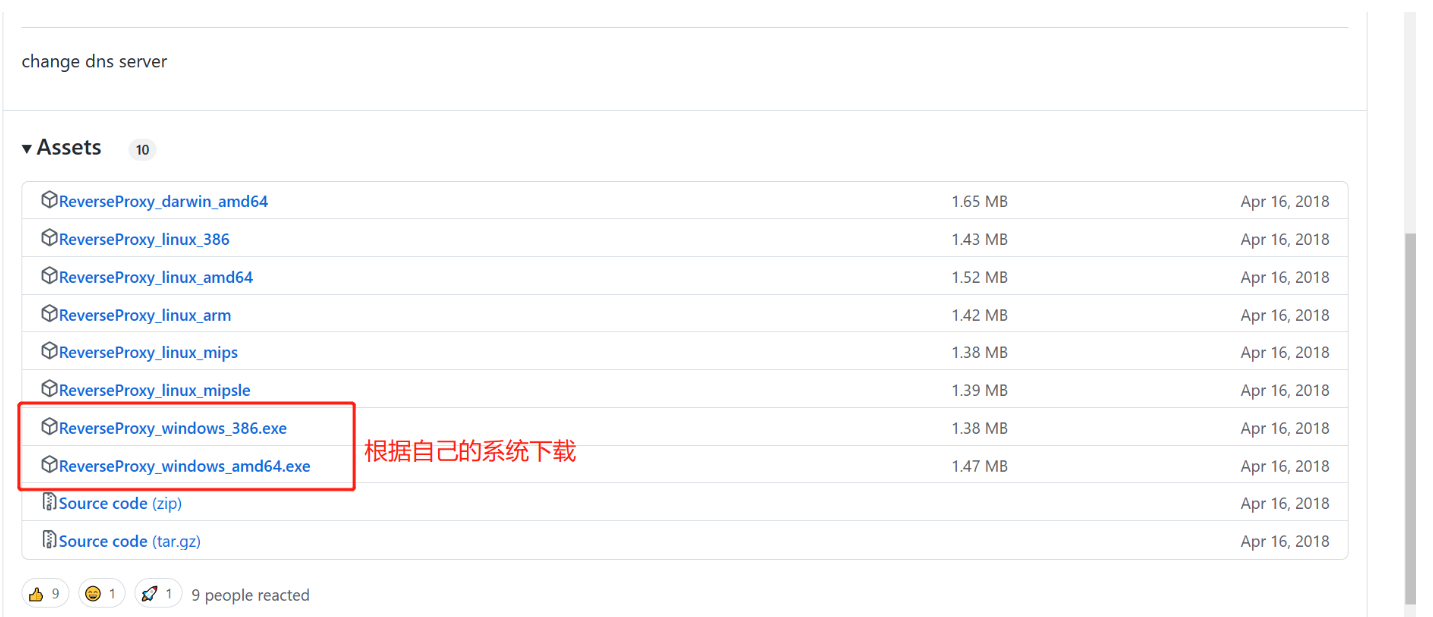 change dns server
Assets 10
ReverseProxy_darwin_amd64 1.65 MB Apr 16, 2018
ReverseProxy_linux_386 1.43 MB Apr 16, 2018
ReverseProxy_linux_amd64 1.52 MB Apr 16, 2018
ReverseProxy_linux_arm 1.42 MB Apr 16, 2018
ReverseProxy_linux_mips 1.38 MB Apr 16, 2018
ReverseProxy_linux_mipsle 1.39 MB Apr 16, 2018
ReverseProxy_windows_386.exe 1.38 MB Apr 16, 2018
根据自己的系统下载
ReverseProxy_windows_amd64.exe 1.47 MB Apr 16, 2018
Source code (zip) Apr 16, 2018
Source code (tar.gz) Apr 16, 2018
9 1 1 9 people reacted